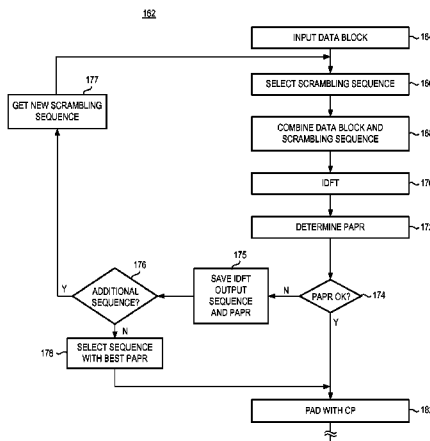 162
INPUT DATA BLOCK
SELECT SCRAMBLING SEQUENCE
177
GET NEW SCRAMBLING
SEQUENCE
COMBINE DATA BLOCK AND
SCRAMBLING SEQUENCE
IDFT
DETERMINE PAPR
175
176
SAVE IDFT
OUTPUT
SEQUENCE
AND PAPR
Y
ADDITIONAL
SEQUENCE?
N
PAPR OK?
174
N
Y
178
SELECT SEQUENCE
WITH BEST PAPR
PAD WITH CP